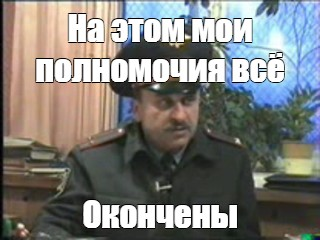 На этом мои
полномочия всё
Окончены